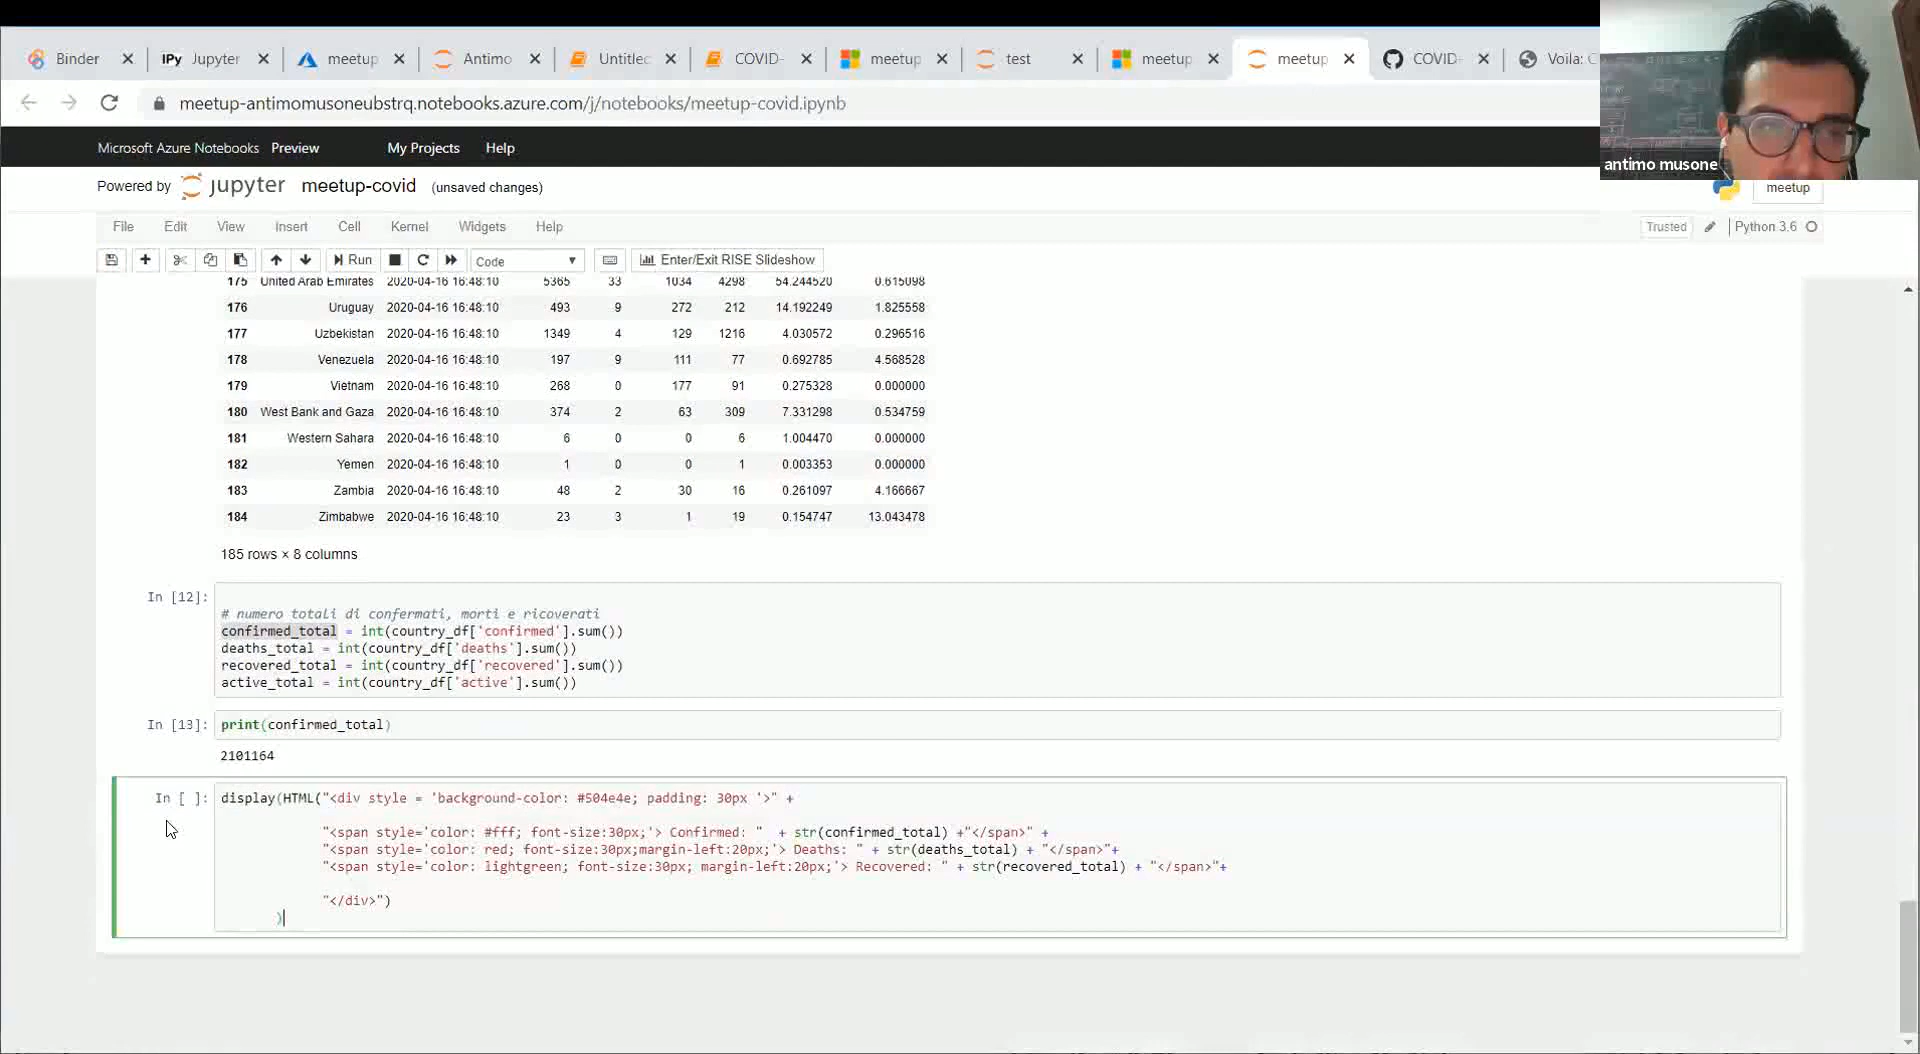 Binder
IPy Jupyter
meetup
Antimo
Untitled
COVID-
meetup
test
meetup
meetup
COVID-
Voila: C
meetup-antimomusoneubstrq.notebooks.azure.com/j/notebooks/meetup-covid.ipynb
antimo musone
Microsoft Azure Notebooks Preview My Projects Help
Powered by jupyter meetup-covid (unsaved changes)
meetup
File Edit View Insert Cell Kernel Widgets Help
Trusted Python 3.6
Run Code Enter/Exit RISE Slideshow
175 United Arab Emirates 2020-04-16 16:48:10 5365 33 1034 4298 54.244520 0.615098
176 Uruguay 2020-04-16 16:48:10 493 9 272 212 14.192249 1.825558
177 Uzbekistan 2020-04-16 16:48:10 1349 4 129 1216 4.030572 0.296516
178 Venezuela 2020-04-16 16:48:10 197 9 111 77 0.692785 4.568528
179 Vietnam 2020-04-16 16:48:10 268 0 177 91 0.275328 0.000000
180 West Bank and Gaza 2020-04-16 16:48:10 374 2 63 309 7.331298 0.534759
181 Western Sahara 2020-04-16 16:48:10 6 0 0 6 1.004470 0.000000
182 Yemen 2020-04-16 16:48:10 1 0 0 1 0.003353 0.000000
183 Zambia 2020-04-16 16:48:10 48 2 30 16 0.261097 4.166667
184 Zimbabwe 2020-04-16 16:48:10 23 3 1 19 0.154747 13.043478
185 rows × 8 columns
In [12]:
# numero totali di confermati, morti e ricoverati
confirmed_total = int(country_df['confirmed'].sum())
deaths_total = int(country_df['deaths'].sum())
recovered_total = int(country_df['recovered'].sum())
active_total = int(country_df['active'].sum())
In [13]: print(confirmed_total)
2101164
In [ ]: display(HTML("<div style = 'background-color: #504e4e; padding: 30px '>" +
"<span style='color: #fff; font-size:30px;'> Confirmed: "  + str(confirmed_total) +"</span>" +
"<span style='color: red; font-size:30px;margin-left:20px;'> Deaths: " + str(deaths_total) + "</span>"+
"<span style='color: lightgreen; font-size:30px; margin-left:20px;'> Recovered: " + str(recovered_total) + "</span>"+
"</div>")
)